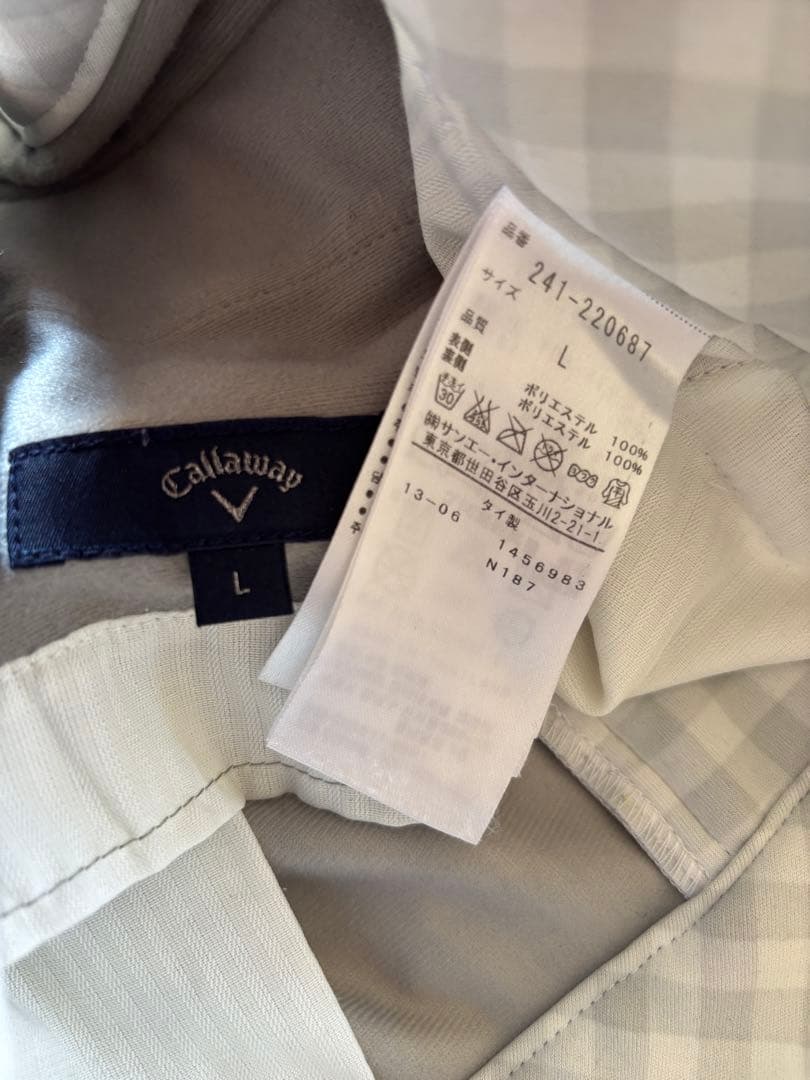 Callaway
L
品番
241-220687
サイズ
L
品質
表側
ポリエステル 100%
裏側
ポリエステル 100%
㈱サンエー・インターナショナル
東京都世田谷区玉川2-21-1
13-06 タイ製
1456983
N187